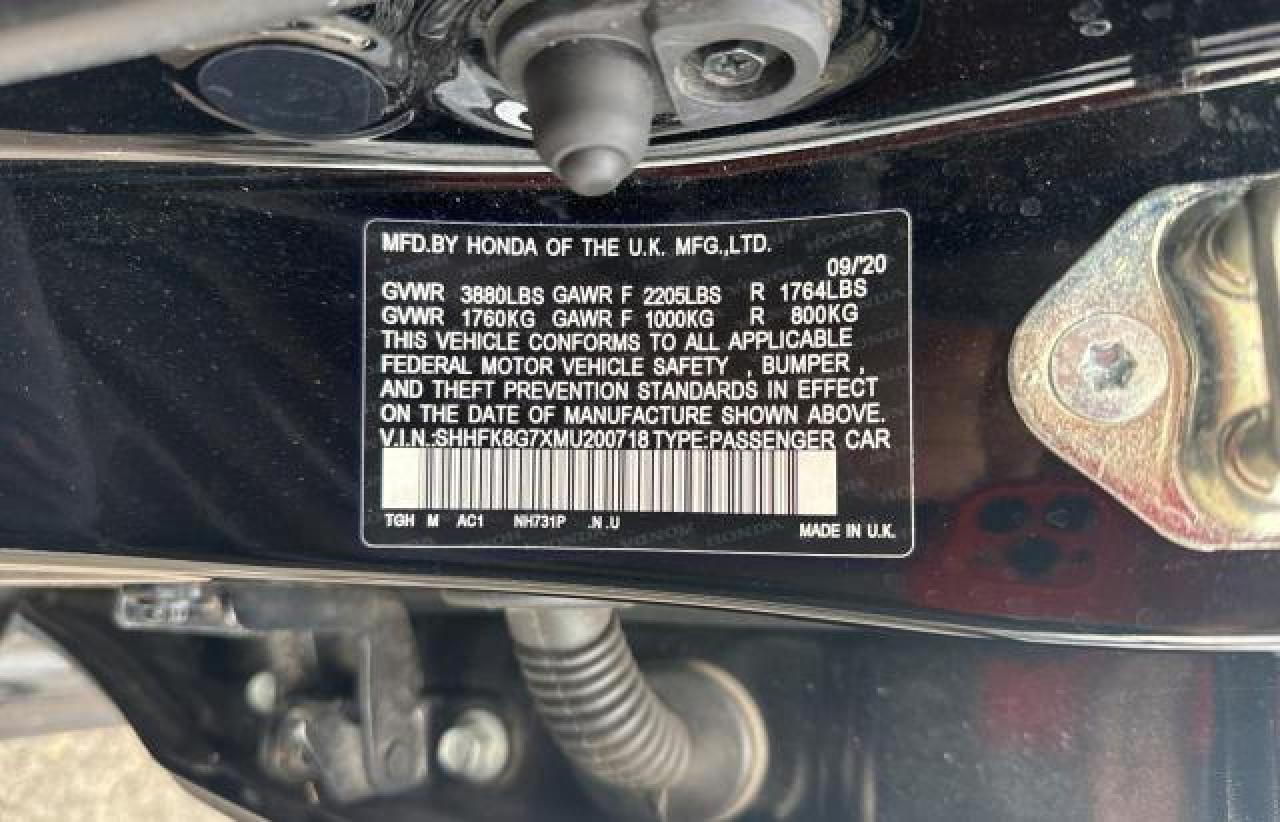 MFD.BY HONDA OF THE U.K. MFG.,LTD.
09/'20
GVWR 3880LBS GAWR F 2205LBS R 1764LBS
GVWR 1760KG GAWR F 1000KG R 800KG
THIS VEHICLE CONFORMS TO ALL APPLICABLE
FEDERAL MOTOR VEHICLE SAFETY , BUMPER ,
AND THEFT PREVENTION STANDARDS IN EFFECT
ON THE DATE OF MANUFACTURE SHOWN ABOVE.
V.I.N.:SHHFK8G7XMU200718 TYPE:PASSENGER CAR
TGH M AC1 NH731P .N .U
MADE IN U.K.